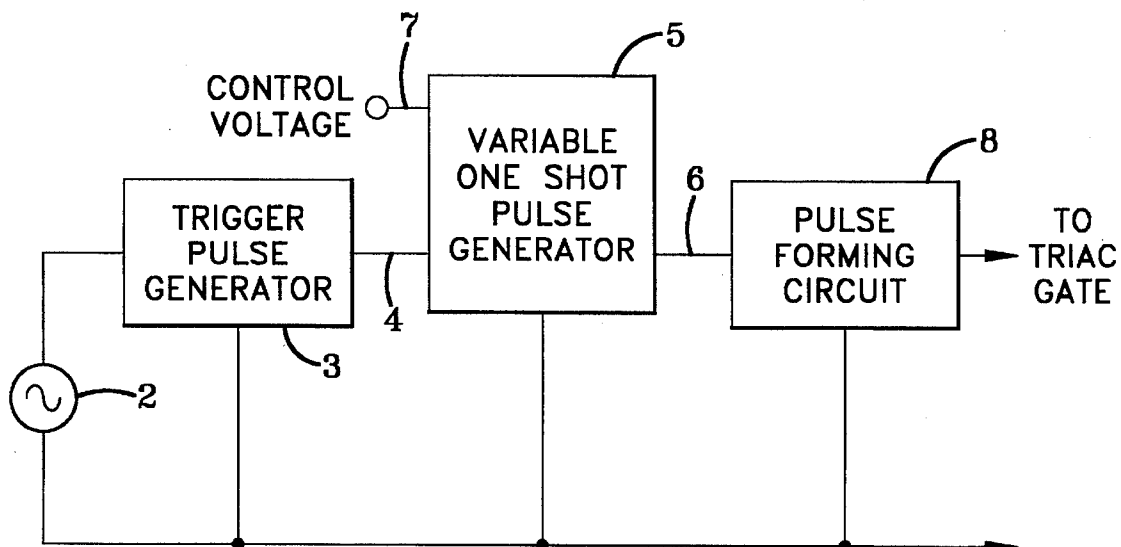 7
5
CONTROL
VOLTAGE
VARIABLE
ONE SHOT
PULSE
GENERATOR
8
6
TRIGGER
PULSE
GENERATOR
PULSE
FORMING
CIRCUIT
TO
TRIAC
GATE
4
3
2